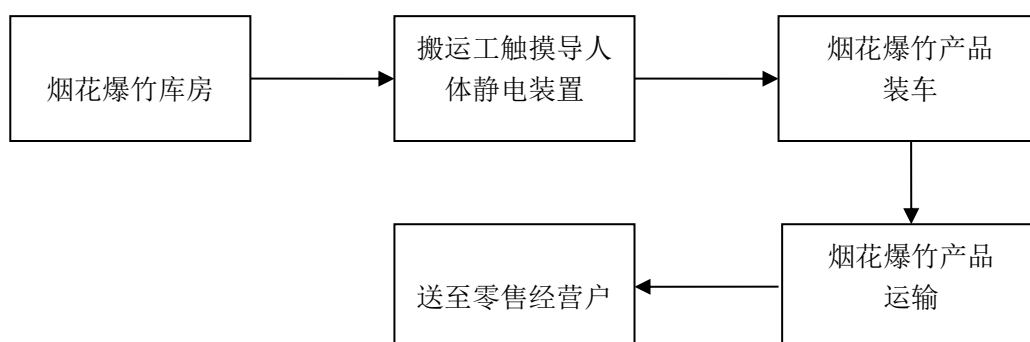 烟花爆竹库房
搬运工触摸导人
体静电装置
烟花爆竹产品
装车
烟花爆竹产品
运输
送至零售经营户